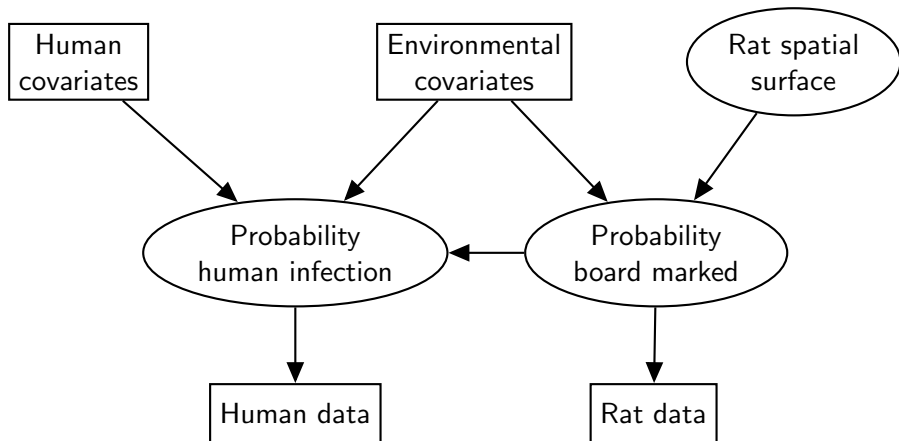 Human
covariates
Environmental
covariates
Rat spatial
surface
Probability
human infection
Probability
board marked
Human data
Rat data